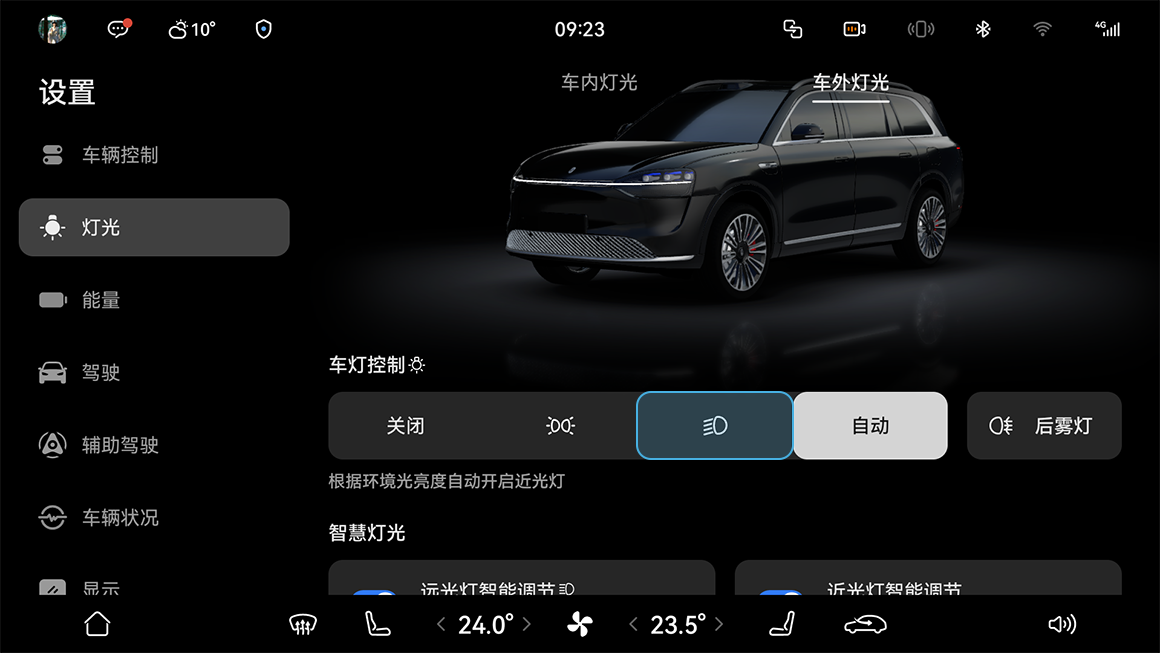 10°
09:23
4G
设置
车内灯光
车外灯光
车辆控制
灯光
能量
驾驶
辅助驾驶
车辆状况
显示
车灯控制
关闭
自动
后雾灯
根据环境光亮度自动开启近光灯
智慧灯光
远光灯智能调节
近光灯智能调节
24.0°
23.5°